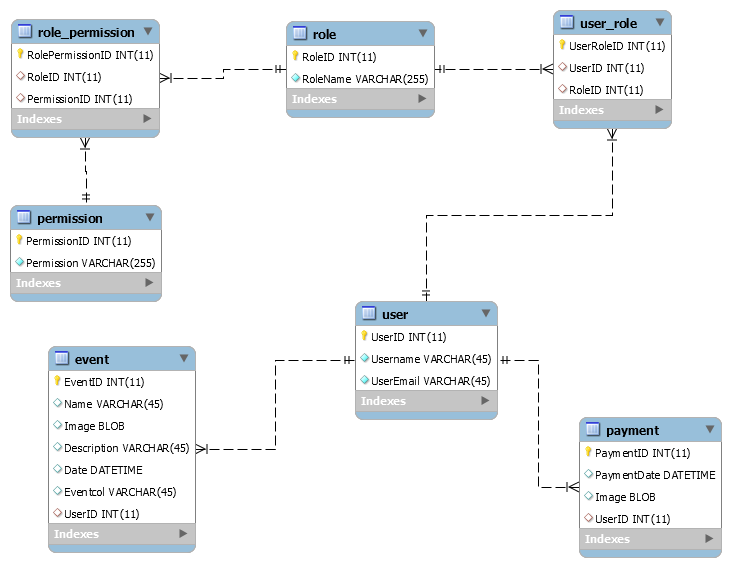 role_permission
RolePermissionID INT(11)
RoleID INT(11)
PermissionID INT(11)
Indexes
role
RoleID INT(11)
RoleName VARCHAR(255)
Indexes
user_role
UserRoleID INT(11)
UserID INT(11)
RoleID INT(11)
Indexes
permission
PermissionID INT(11)
Permission VARCHAR(255)
Indexes
user
UserID INT(11)
Username VARCHAR(45)
UserEmail VARCHAR(45)
Indexes
event
EventID INT(11)
Name VARCHAR(45)
Image BLOB
Description VARCHAR(45)
Date DATETIME
Eventcol VARCHAR(45)
UserID INT(11)
Indexes
payment
PaymentID INT(11)
PaymentDate DATETIME
Image BLOB
UserID INT(11)
Indexes